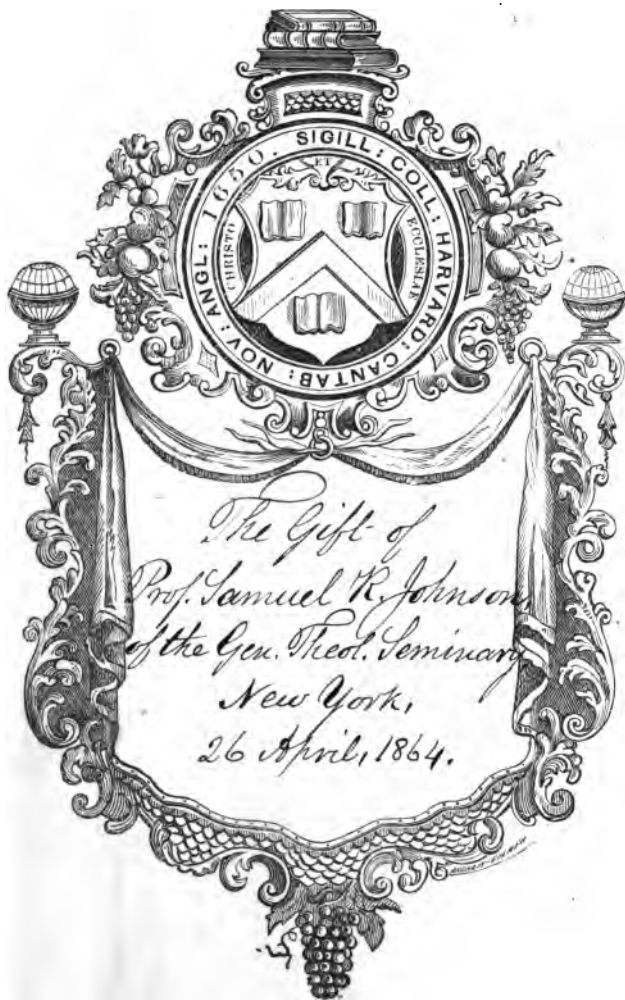 SIGILL: COLL: HARVARD: CANTAB: NOV: ANGL: 1650.
CHRISTO ET ECCLESIAE
The Gift of
Prof. Samuel R. Johnson,
of the Gen. Theol. Seminary,
New York,
26 April, 1864.